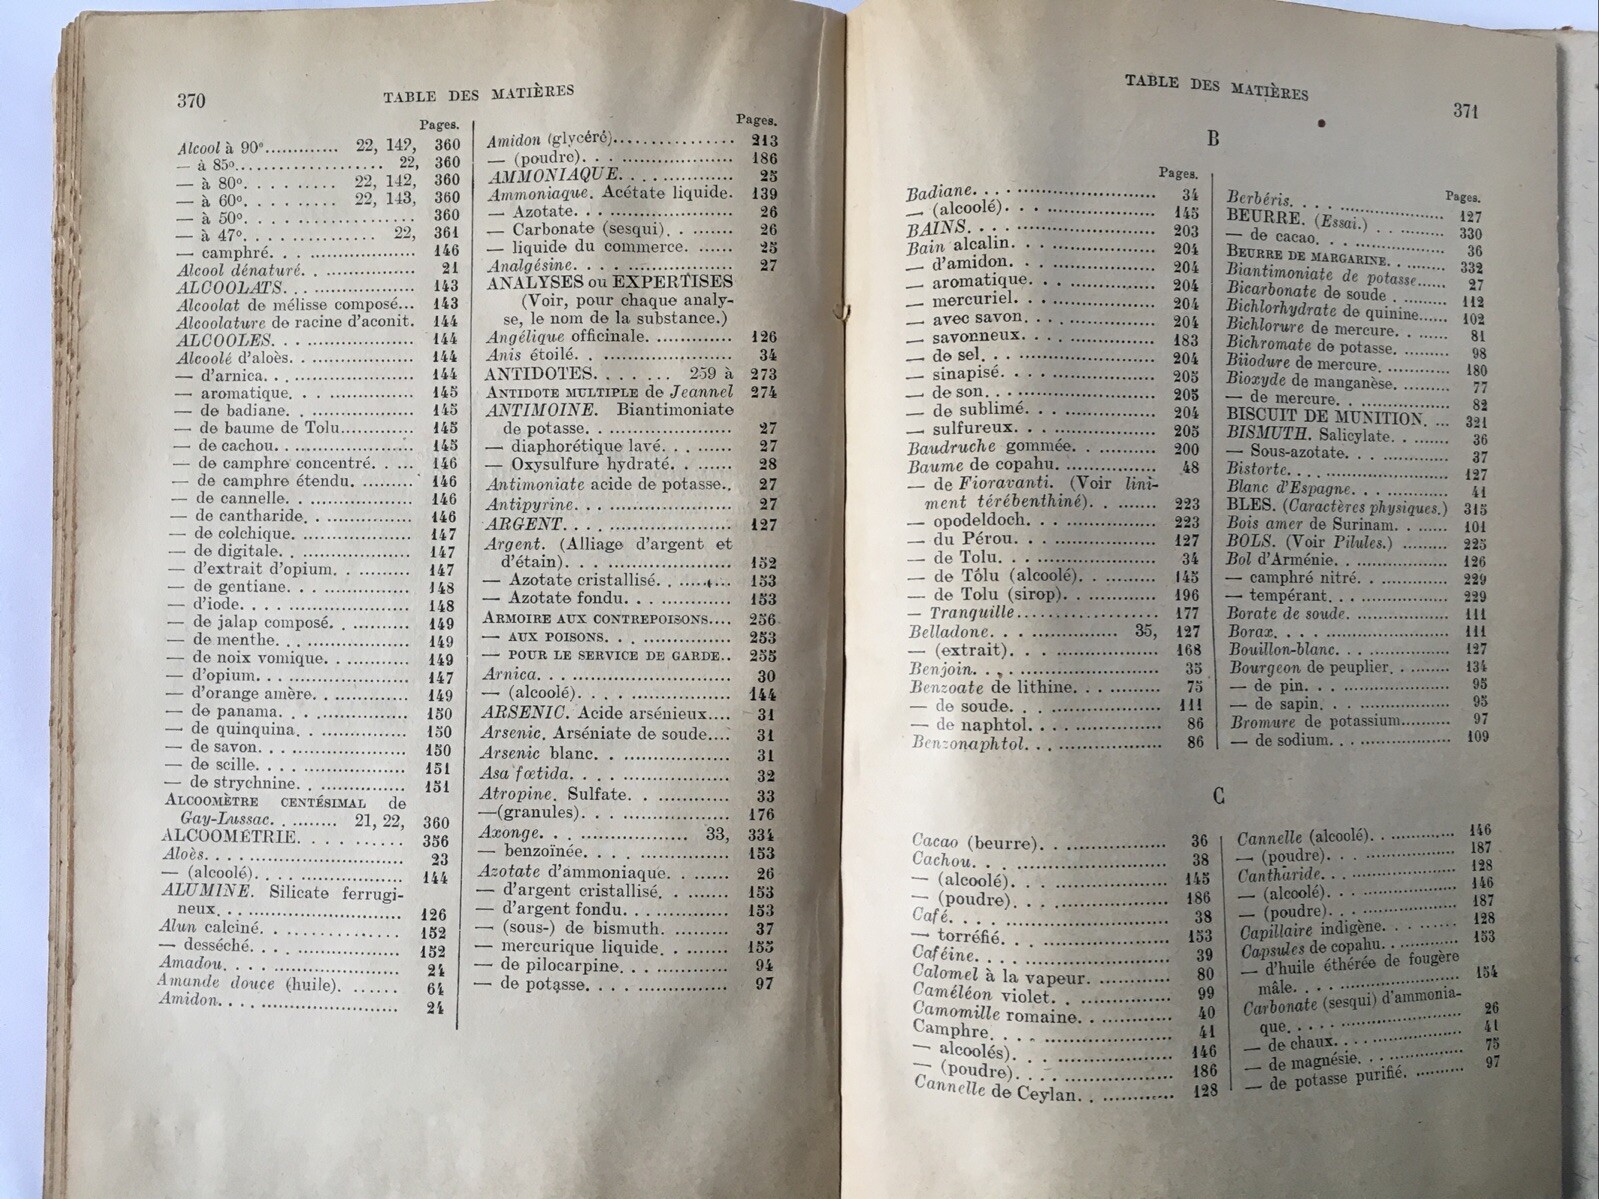 370 TABLE DES MATIÈRES
Pages.
Alcool à 90°............. 22, 142, 360
— à 85°..................... 22, 360
— à 80°. . . . . . . . . . 22, 142, 360
— à 60°. . . . . . . . . . 22, 143, 360
— à 50°. ..................... 360
— à 47°. ............... 22, 361
— camphré. .................... 146
Alcool dénaturé. . ............... 21
ALCOOLATS. . . ................. 143
Alcoolat de mélisse composé... 143
Alcoolature de racine d'aconit. 144
ALCOOLES. . . .................. 144
Alcoolé d'aloès. . ................ 144
— d'arnica. . . ................... 144
— aromatique. . . ................ 145
— de badiane. . ................. 145
— de baume de Tolu............ 145
— de cachou. . .................. 145
— de camphre concentré. . .... 146
— de camphre étendu. ......... 146
— de cannelle. . ................. 146
— de cantharide. . .............. 146
— de colchique. . ............... 147
— de digitale. . .................. 147
— d'extrait d'opium. . .......... 147
— de gentiane. . . ............... 148
— d'iode. . . . .................... 148
— de jalap composé. . .......... 149
— de menthe. . . ................ 149
— de noix vomique. . ........... 149
— d'opium. . . ................... 147
— d'orange amère. . ............ 149
— de panama. . . ................ 150
— de quinquina. . ............... 150
— de savon. . . .................. 150
— de scille. . . ................... 151
— de strychnine. . .............. 151
ALCOOMÈTRE CENTÉSIMAL de
Gay-Lussac. . ......... 21, 22, 360
ALCOOMÉTRIE. . . . . . . . . . . 356
Aloès. . . . ....................... 23
— (alcoolé). . . . ................. 144
ALUMINE. Silicate ferrugi-
neux. . . ........................ 126
Alun calciné. . .................. 152
— desséché. . . .................. 152
Amadou. . . . .................... 24
Amande douce (huile). ....... 64
Amidon. . . . ..................... 24
Pages.
Amidon (glycéré)................ 213
— (poudre). . . ................... 186
AMMONIAQUE. . . .............. 25
Ammoniaque. Acétate liquide. 139
— Azotate. . . .................... 26
— Carbonate (sesqui). . ........ 26
— liquide du commerce. ...... 25
Analgésine. . . . ................. 27
ANALYSES ou EXPERTISES
(Voir, pour chaque analy-
se, le nom de la substance.)
Angélique officinale. ............ 126
Anis étoilé. . . .................... 34
ANTIDOTES. . . . . . . 259 à 273
ANTIDOTE MULTIPLE de Jeannel 274
ANTIMOINE. Biantimoniate
de potasse. . .................... 27
— diaphorétique lavé. . ........ 27
— Oxysulfure hydraté. . ...... 28
Antimoniate acide de potasse.. 27
Antipyrine. . . .................... 27
ARGENT. . . . .................... 127
Argent. (Alliage d'argent et
d'étain). . . . ..................... 152
— Azotate cristallisé. . ......... 153
— Azotate fondu. . . ............ 153
ARMOIRE AUX CONTREPOISONS.... 256
— AUX POISONS. . . ............. 253
— POUR LE SERVICE DE GARDE.. 255
Arnica. . . . ...................... 30
— (alcoolé). . . . ................. 144
ARSENIC. Acide arsénieux.... 31
Arsenic. Arséniate de soude.... 31
Arsenic blanc. . . ................ 31
Asa fœtida. . . . ................. 32
Atropine. Sulfate. . . ............ 33
—(granules). . . . ................. 176
Axonge. . . . .................. 33, 334
— benzoïnée. . . . ................ 153
Azotate d'ammoniaque. . ...... 26
— d'argent cristallisé. . ......... 153
— d'argent fondu. . . ............ 153
— (sous-) de bismuth. . ........ 37
— mercurique liquide. . ........ 155
— de pilocarpine. . . ............. 94
— de potasse. . . . ................ 97
TABLE DES MATIÈRES 371
B
Pages.
Badiane. . . . ..................... 34
— (alcoolé). . . ................... 145
BAINS. . . . ....................... 203
Bain alcalin. . . .................. 204
— d'amidon. . . ................... 204
— aromatique. . . ................ 204
— mercuriel. . . .................. 204
— avec savon. . . ................ 204
— savonneux. . . ................ 183
— de sel. . . . ..................... 204
— sinapisé. . . .................... 205
— de son. . . . .................... 205
— de sublimé. . . ................ 204
— sulfureux. . . .................. 205
Baudruche gommée. . .......... 200
Baume de copahu. .............. 48
— de Fioravanti. (Voir lini-
ment térébenthiné). . ......... 223
— opodeldoch. . . ................ 223
— du Pérou. . . .................. 127
— de Tolu. . . .................... 34
— de Tôlu (alcoolé). . .......... 145
— de Tolu (sirop). . . ........... 196
— Tranquille..................... 177
Belladone. . . . ............... 35, 127
— (extrait). . . ................... 168
Benjoin. . . . ..................... 35
Benzoate de lithine. . . ......... 75
— de soude. . . .................. 111
— de naphtol. . . ................ 86
Benzonaphtol. . . ................ 86
Pages.
Berbéris. . . . .................... 127
BEURRE. (Essai.) . . . ......... 330
— de cacao. . . ................... 36
BEURRE DE MARGARINE. . ........ 332
Biantimoniate de potasse...... 27
Bicarbonate de soude . ........ 112
Bichlorhydrate de quinine...... 102
Bichlorure de mercure. . ...... 81
Bichromate de potasse. ........ 98
Biiodure de mercure. . ......... 180
Bioxyde de manganèse. ........ 77
— de mercure. . . ................ 82
BISCUIT DE MUNITION. ... 321
BISMUTH. Salicylate. . ....... 36
— Sous-azotate. . . .............. 37
Bistorte. . . . .................... 127
Blanc d'Espagne. . . ............ 41
BLES. (Caractères physiques.) 315
Bois amer de Surinam. . ...... 101
BOLS. (Voir Pilules.) ......... 225
Bol d'Arménie. . . ............... 126
— camphré nitré. . . ............ 229
— tempérant. . . ................. 229
Borate de soude. ................ 111
Borax. . . . ....................... 111
Bouillon-blanc. . . ............... 127
Bourgeon de peuplier. . ....... 134
— de pin. . . ...................... 95
— de sapin. . . ................... 95
Bromure de potassium......... 97
— de sodium. . . ................. 109
C
Cacao (beurre). . . ............... 36
Cachou. . . ....................... 38
— (alcoolé). . . ................... 145
— (poudre). . . . .................. 186
Café. . . . ......................... 38
— torréfié. . . ..................... 153
Caféine. . . . ...................... 39
Calomel à la vapeur. ........... 80
Caméléon violet. . . ............. 99
Camomille romaine. . .......... 40
Camphre. . . . .................... 41
— alcoolés). . . ................... 146
— (poudre). . . . .................. 186
Cannelle de Ceylan. . ........... 128
Cannelle (alcoolé). . ............. 146
— (poudre). . . ................... 187
Cantharide. . . ................... 128
— (alcoolé). . . ................... 146
— (poudre). . . ................... 187
Capillaire indigène. . . ......... 128
Capsules de copahu. . .......... 153
— d'huile éthérée de fougère
mâle. . . . ........................ 154
Carbonate (sesqui) d'ammonia-
que. . . . . ........................ 26
— de chaux. . . ................... 41
— de magnésie. . . ............... 75
— de potasse purifié. ........... 97